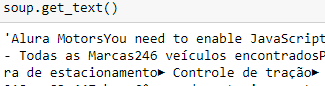 soup.get_text()
'Alura MotorsYou need to enable JavaScript
- Todas as Marcas246 veículos encontradosP
ra de estacionamento► Controle de tração►